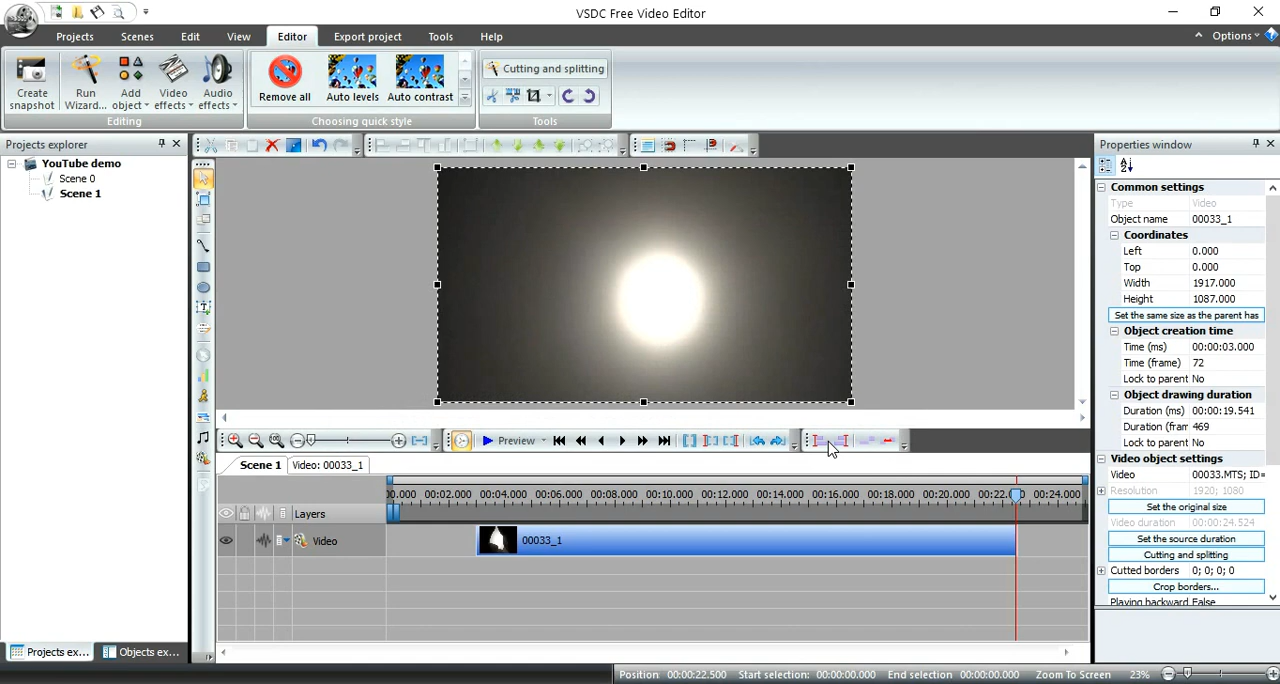 VSDC Free Video Editor
Projects Scenes Edit View Editor Export project Tools Help Options
Create snapshot
Run Wizard...
Add object
Video effects
Audio effects
Editing
Remove all
Auto levels
Auto contrast
Choosing quick style
Cutting and splitting
Tools
Projects explorer
YouTube demo
Scene 0
Scene 1
Projects ex...
Objects ex...
Preview
Scene 1
Video: 00033_1
00:02.000 00:04.000 00:06.000 00:08.000 00:10.000 00:12.000 00:14.000 00:16.000 00:18.000 00:20.000 00:22. 00:24.000
Layers
Video
00033_1
Properties window
Common settings
Type Video
Object name 00033_1
Coordinates
Left 0.000
Top 0.000
Width 1917.000
Height 1087.000
Set the same size as the parent has
Object creation time
Time (ms) 00:00:03.000
Time (frame) 72
Lock to parent No
Object drawing duration
Duration (ms) 00:00:19.541
Duration (fram 469
Lock to parent No
Video object settings
Video 00033.MTS; ID=
Resolution 1920; 1080
Set the original size
Video duration 00:00:24.524
Set the source duration
Cutting and splitting
Cutted borders 0; 0; 0; 0
Crop borders...
Playing backward False
Position: 00:00:22.500 Start selection: 00:00:00.000 End selection: 00:00:00.000 Zoom To Screen 23%